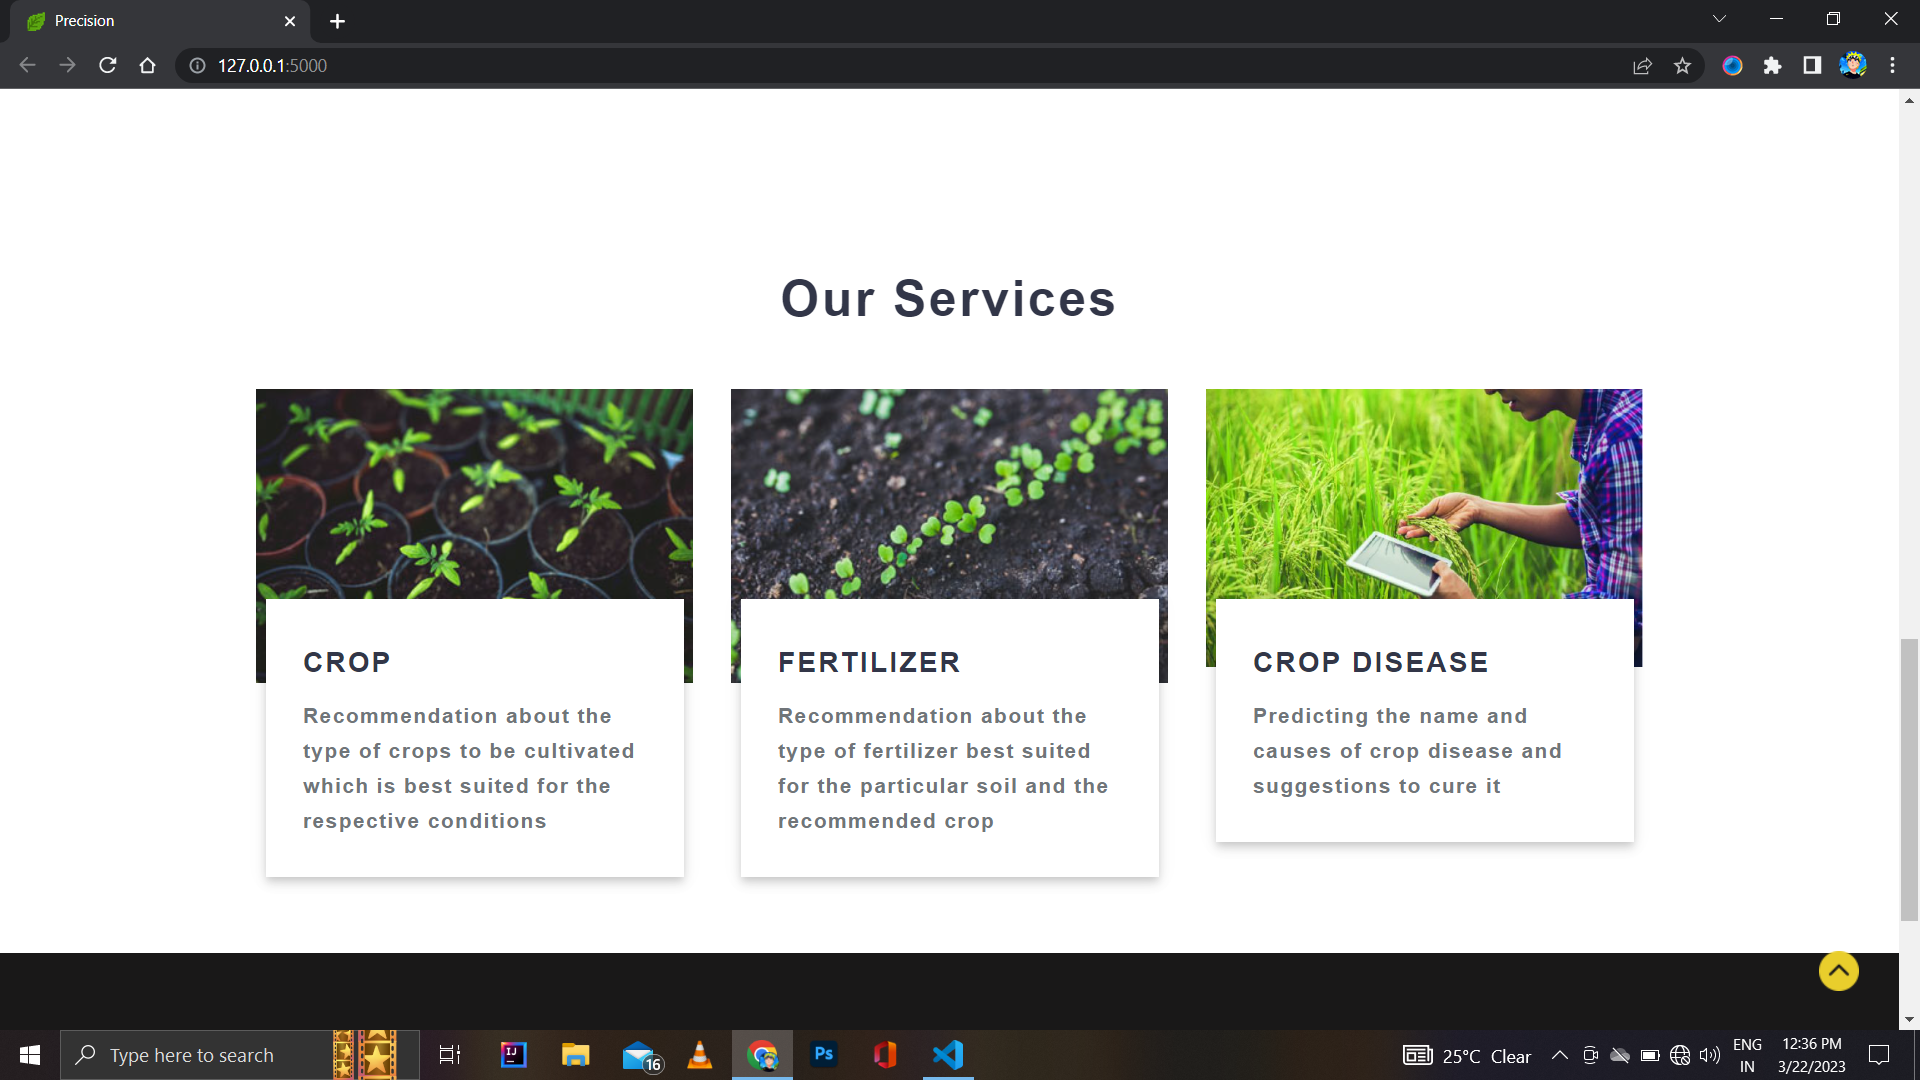 Precision
127.0.0.1:5000
Our Services
CROP
Recommendation about the
type of crops to be cultivated
which is best suited for the
respective conditions
FERTILIZER
Recommendation about the
type of fertilizer best suited
for the particular soil and the
recommended crop
CROP DISEASE
Predicting the name and
causes of crop disease and
suggestions to cure it
Type here to search
IJ
16
Ps
25°C Clear
ENG
IN
12:36 PM
3/22/2023